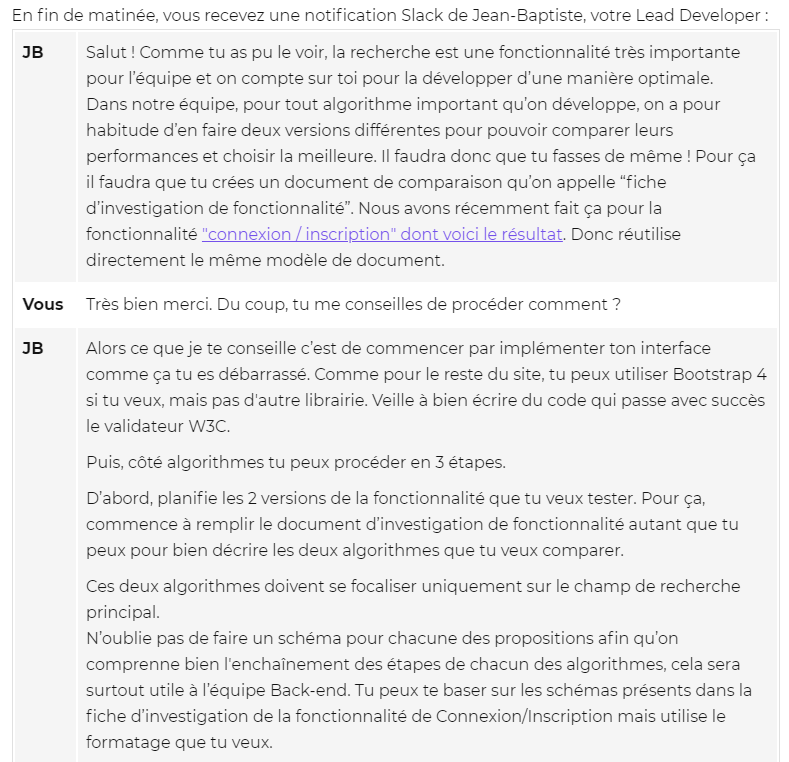 En fin de matinée, vous recevez une notification Slack de Jean-Baptiste, votre Lead Developer :
JB
Salut ! Comme tu as pu le voir, la recherche est une fonctionnalité très importante
pour l’équipe et on compte sur toi pour la développer d’une manière optimale.
Dans notre équipe, pour tout algorithme important qu’on développe, on a pour
habitude d’en faire deux versions différentes pour pouvoir comparer leurs
performances et choisir la meilleure. Il faudra donc que tu fasses de même ! Pour ça
il faudra que tu crées un document de comparaison qu’on appelle “fiche
d’investigation de fonctionnalité”. Nous avons récemment fait ça pour la
fonctionnalité "connexion / inscription" dont voici le résultat. Donc réutilise
directement le même modèle de document.
Vous
Très bien merci. Du coup, tu me conseilles de procéder comment ?
JB
Alors ce que je te conseille c’est de commencer par implémenter ton interface
comme ça tu es débarrassé. Comme pour le reste du site, tu peux utiliser Bootstrap 4
si tu veux, mais pas d'autre librairie. Veille à bien écrire du code qui passe avec succès
le validateur W3C.
Puis, côté algorithmes tu peux procéder en 3 étapes.
D’abord, planifie les 2 versions de la fonctionnalité que tu veux tester. Pour ça,
commence à remplir le document d’investigation de fonctionnalité autant que tu
peux pour bien décrire les deux algorithmes que tu veux comparer.
Ces deux algorithmes doivent se focaliser uniquement sur le champ de recherche
principal.
N’oublie pas de faire un schéma pour chacune des propositions afin qu’on
comprenne bien l'enchaînement des étapes de chacun des algorithmes, cela sera
surtout utile à l’équipe Back-end. Tu peux te baser sur les schémas présents dans la
fiche d’investigation de la fonctionnalité de Connexion/Inscription mais utilise le
formatage que tu veux.